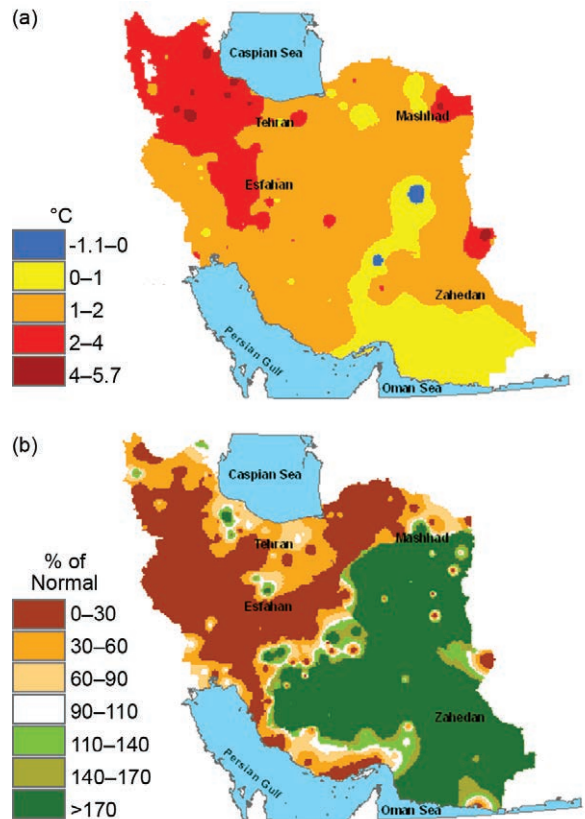 (a)
Caspian Sea
Tehran
Mashhad
Esfahan
°C
-1.1–0
0–1
1–2
2–4
4–5.7
Zahedan
Persian Gulf
Oman Sea
(b)
Caspian Sea
Tehran
Mashhad
Esfahan
% of
Normal
0–30
30–60
60–90
90–110
110–140
140–170
>170
Zahedan
Persian Gulf
Oman Sea